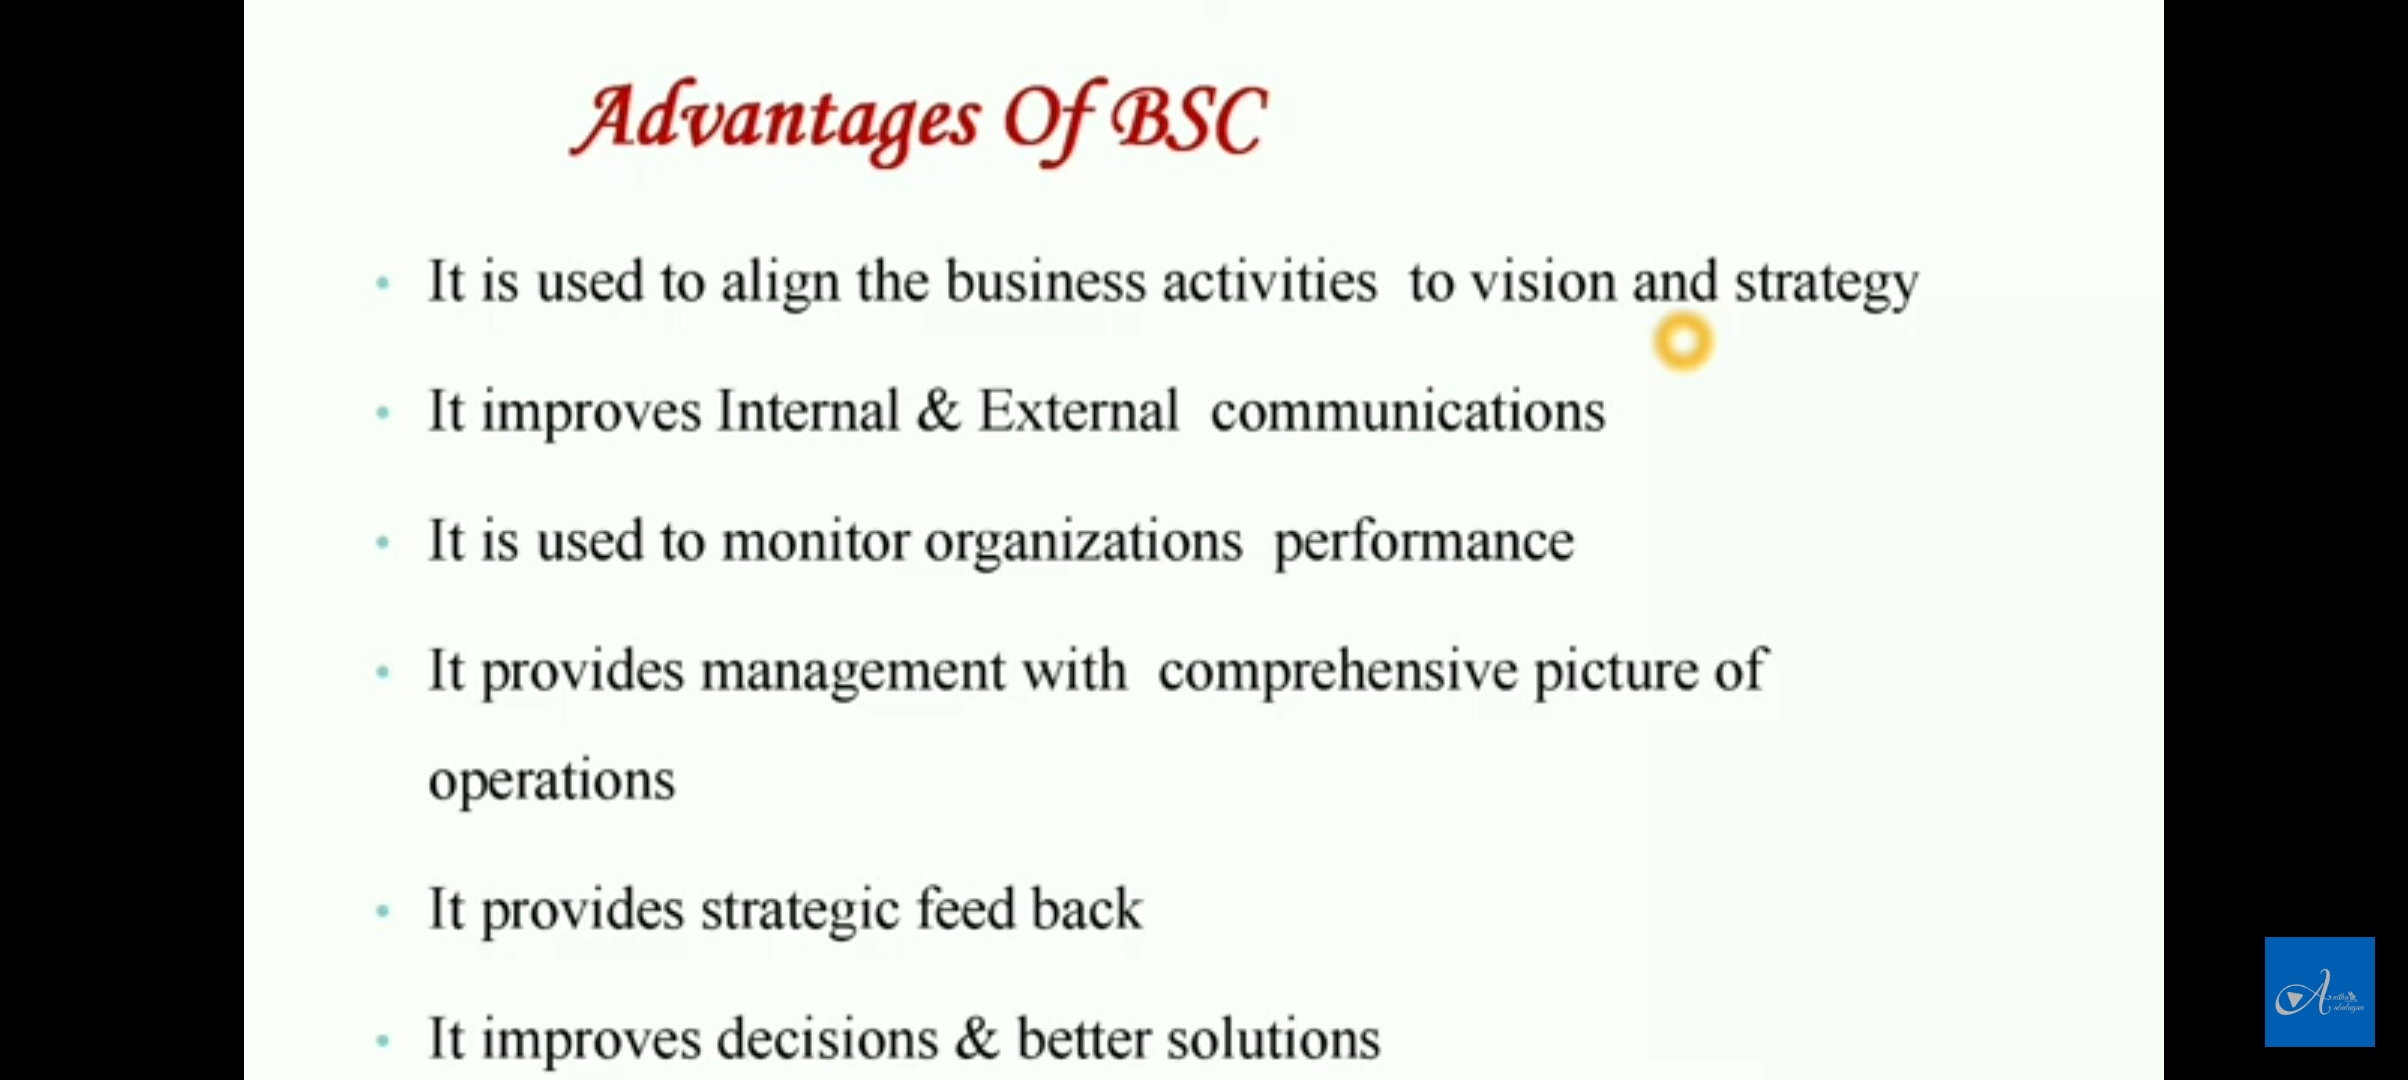 Advantages Of BSC
• It is used to align the business activities to vision and strategy
• It improves Internal & External communications
• It is used to monitor organizations performance
• It provides management with comprehensive picture of
operations
• It provides strategic feed back
• It improves decisions & better solutions